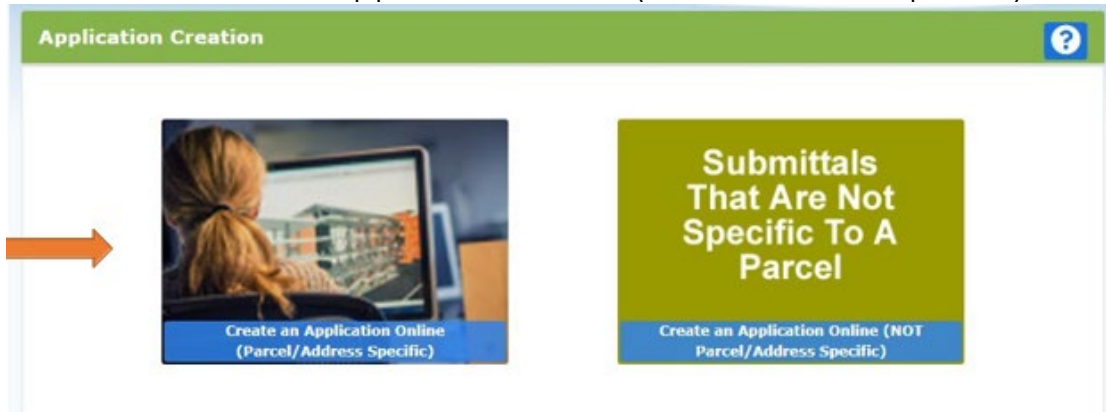 Application Creation
?
Submittals
That Are Not
Specific To A
Parcel
Create an Application Online
(Parcel/Address Specific)
Create an Application Online (NOT
Parcel/Address Specific)